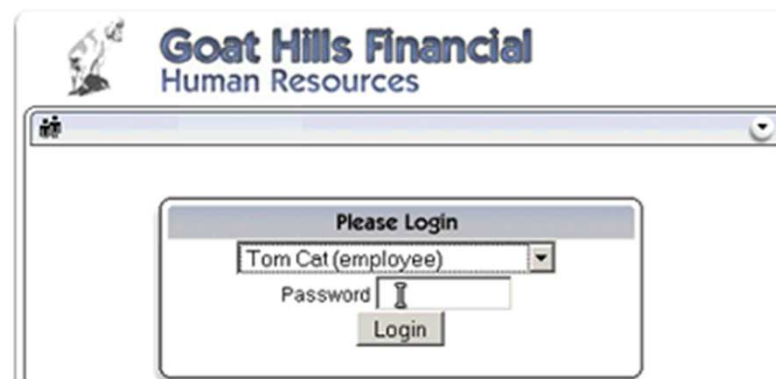 Goat Hills Financial
Human Resources
Please Login
Tom Cat (employee)
Password
Login